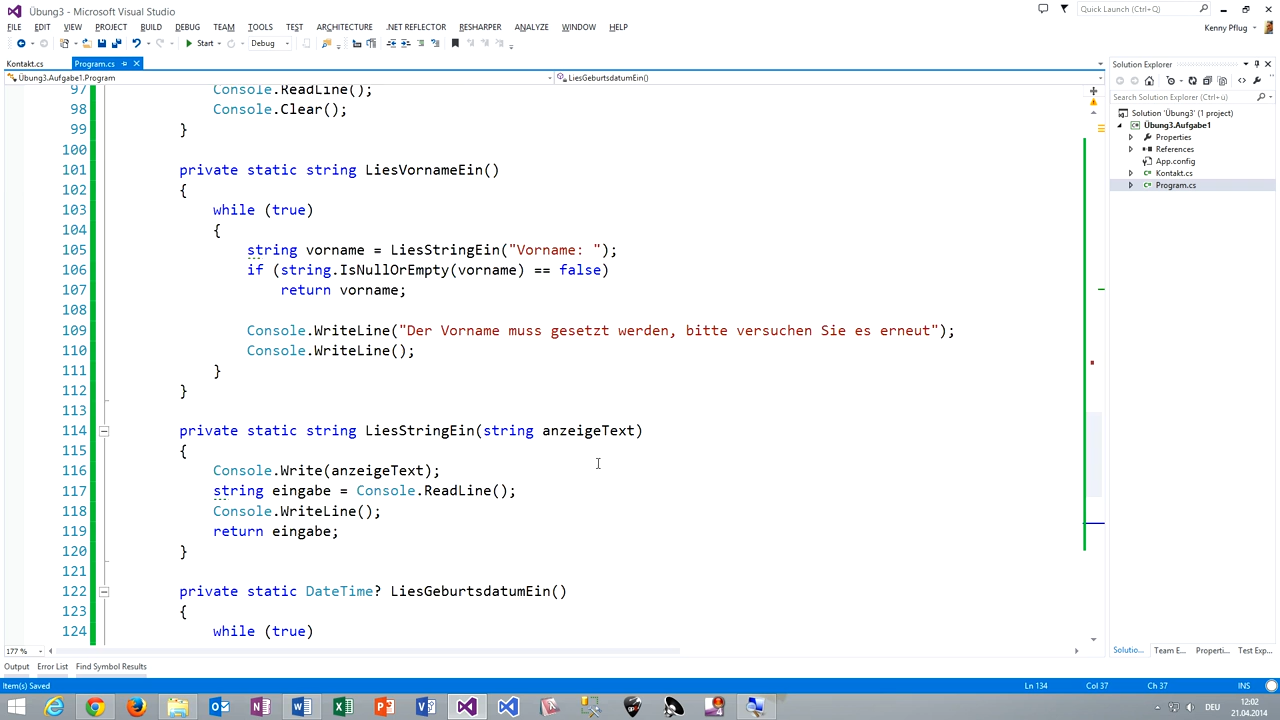 Übung3 - Microsoft Visual Studio
Quick Launch (Ctrl+Q)
FILE EDIT VIEW PROJECT BUILD DEBUG TEAM TOOLS TEST ARCHITECTURE .NET REFLECTOR RESHARPER ANALYZE WINDOW HELP
Kenny Pflug
Start Debug
Kontakt.cs Program.cs
Solution Explorer
Übung3.Aufgabe1.Program LiesGeburtsdatumEin()
Search Solution Explorer (Ctrl+ü)
Solution 'Übung3' (1 project)
Übung3.Aufgabe1
Properties
References
App.config
Kontakt.cs
Program.cs
97 Console.ReadLine();
98 Console.Clear();
99 }
100
101 private static string LiesVornameEin()
102 {
103 while (true)
104 {
105 string vorname = LiesStringEin("Vorname: ");
106 if (string.IsNullOrEmpty(vorname) == false)
107 return vorname;
108
109 Console.WriteLine("Der Vorname muss gesetzt werden, bitte versuchen Sie es erneut");
110 Console.WriteLine();
111 }
112 }
113
114 private static string LiesStringEin(string anzeigeText)
115 {
116 Console.Write(anzeigeText);
117 string eingabe = Console.ReadLine();
118 Console.WriteLine();
119 return eingabe;
120 }
121
122 private static DateTime? LiesGeburtsdatumEin()
123 {
124 while (true)
177 %
Solutio... Team E... Properti... Test Exp...
Output Error List Find Symbol Results
Item(s) Saved Ln 134 Col 37 Ch 37 INS
DEU
12:02
21.04.2014